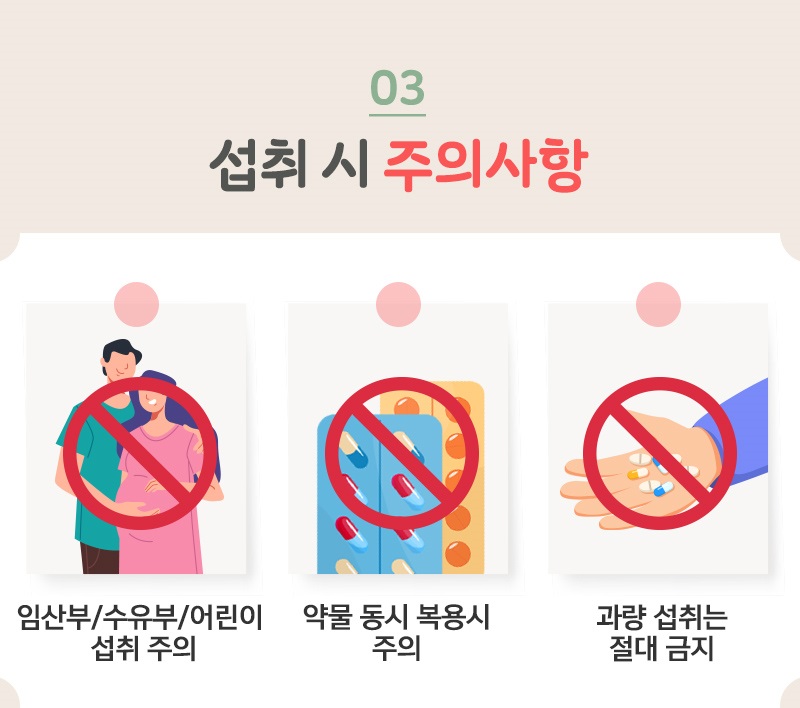 03
섭취 시 주의사항
임산부/수유부/어린이
섭취 주의
약물 동시 복용시
주의
과량 섭취는
절대 금지